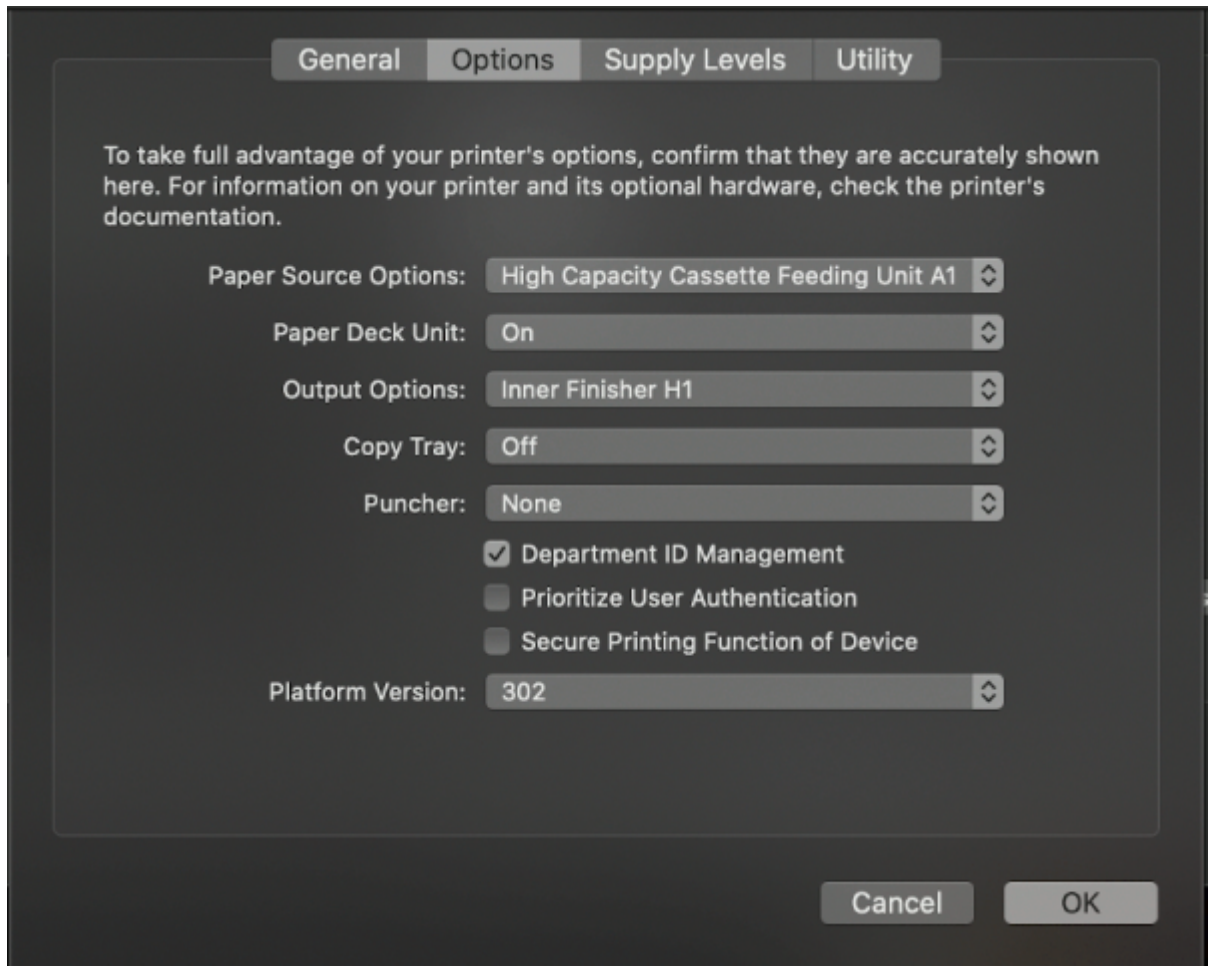 General Options Supply Levels Utility
To take full advantage of your printer's options, confirm that they are accurately shown
here. For information on your printer and its optional hardware, check the printer's
documentation.
Paper Source Options: High Capacity Cassette Feeding Unit A1
Paper Deck Unit: On
Output Options: Inner Finisher H1
Copy Tray: Off
Puncher: None
Department ID Management
Prioritize User Authentication
Secure Printing Function of Device
Platform Version: 302
Cancel OK